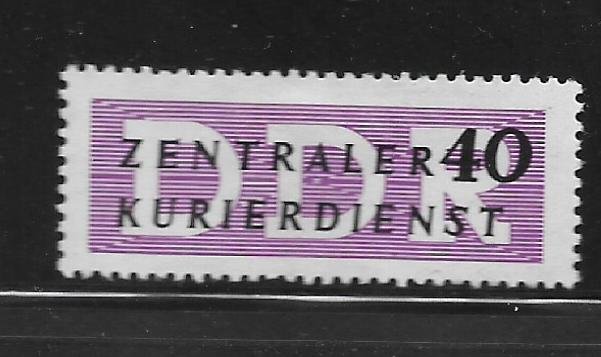 DDR
ZENTRALER 40
KURIERDIENST